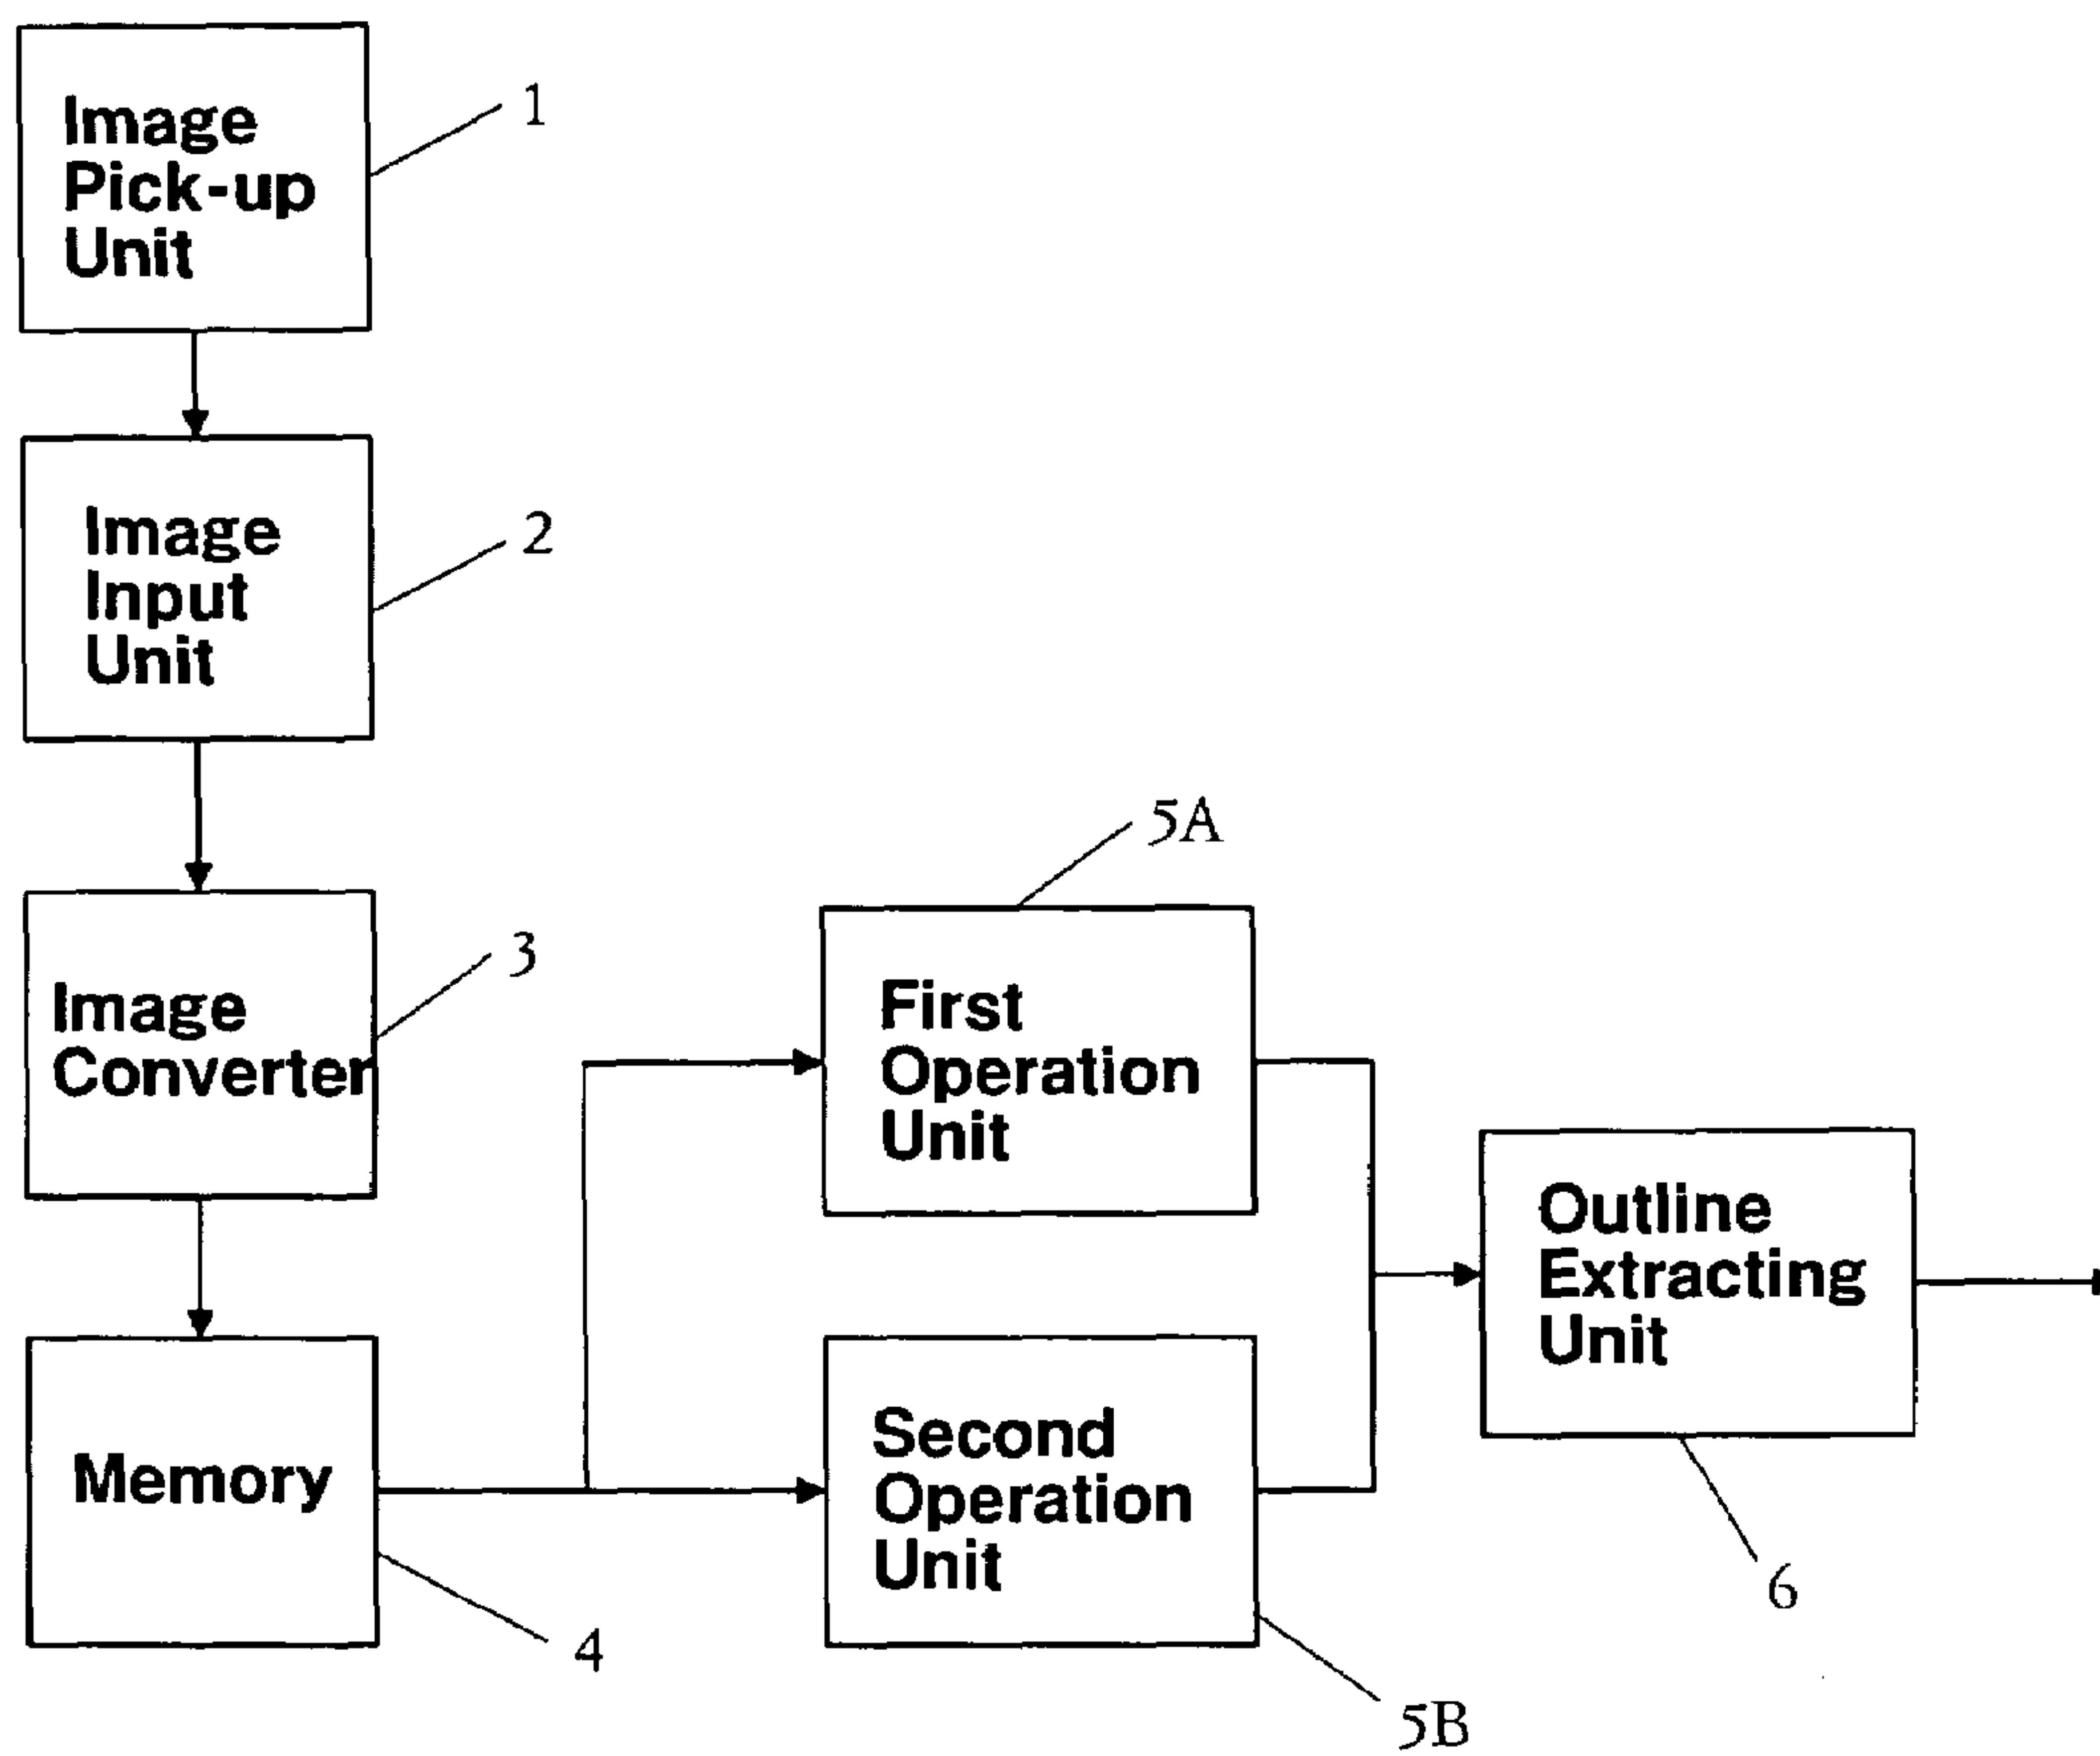 Image
Pick-up
Unit
1
Image
Input
Unit
2
Image
Converter
3
Memory
4
5A
First
Operation
Unit
Second
Operation
Unit
5B
Outline
Extracting
Unit
6